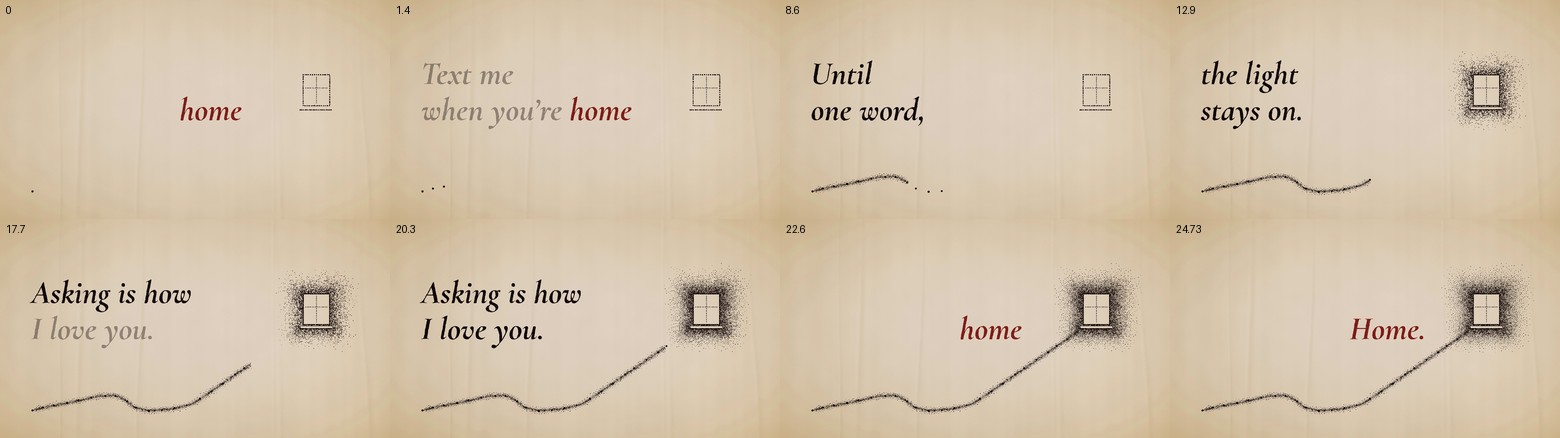 0
home
1.4
Text me
when you’re home
8.6
Until
one word,
12.9
the light
stays on.
17.7
Asking is how
I love you.
20.3
Asking is how
I love you.
22.6
home
24.73
Home.